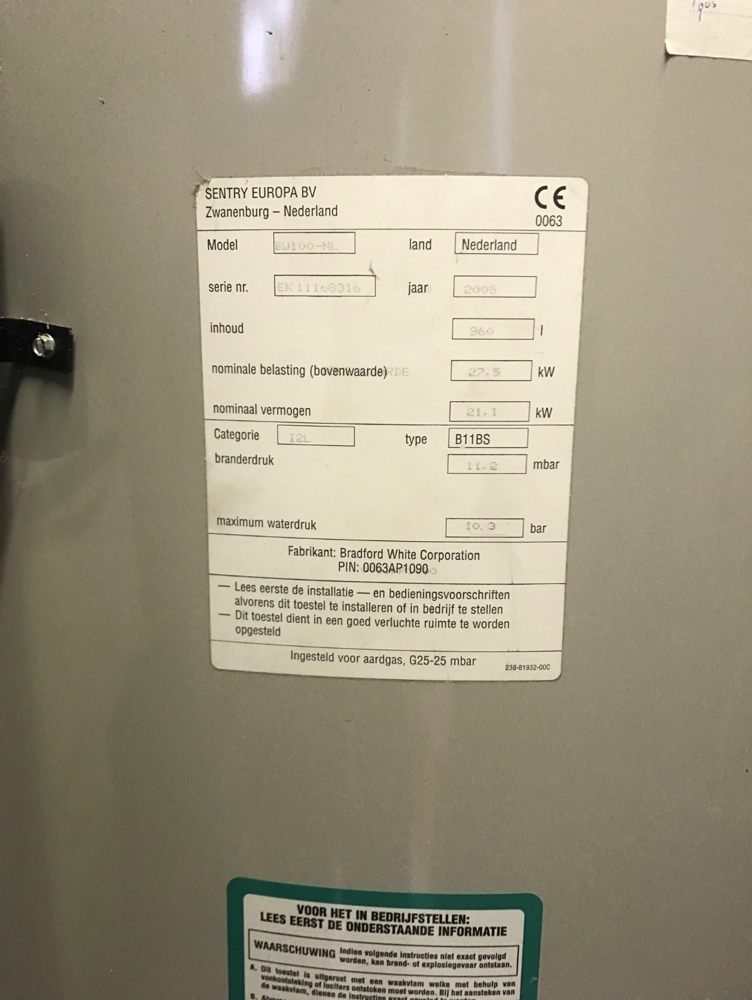 SENTRY EUROPA BV
Zwanenburg – Nederland
CE
0063
Model BW100-NL land Nederland
serie nr. EK11168316 jaar 2008
inhoud 360 l
nominale belasting (bovenwaarde) 27.5 kW
nominaal vermogen 21.1 kW
Categorie I2L type B11BS
branderdruk 11.2 mbar
maximum waterdruk 10.3 bar
Fabrikant: Bradford White Corporation
PIN: 0063AP1090
— Lees eerste de installatie — en bedieningsvoorschriften
alvorens dit toestel te installeren of in bedrijf te stellen
— Dit toestel dient in een goed verluchte ruimte te worden
opgesteld
Ingesteld voor aardgas, G25-25 mbar 238-81932-00C
VOOR HET IN BEDRIJFSTELLEN:
LEES EERST DE ONDERSTAANDE INFORMATIE
WAARSCHUWING Indien volgende instructies niet exact gevolgd
worden, kan brand- of explosiegevaar ontstaan.
A. Dit toestel is uitgerust met een waakvlam welke met behulp van
vonkontsteking of lucifers ontstoken moet worden. Bij het aansteken van
de waakvlam, dienen de instructies exact
B.